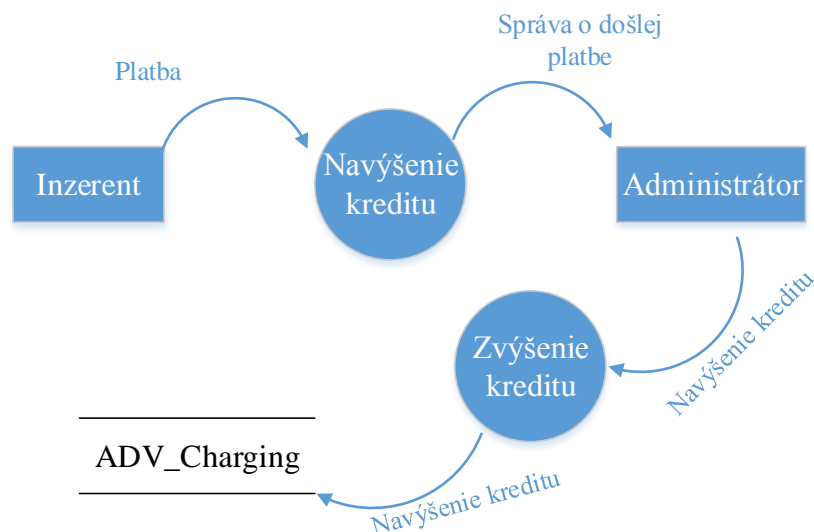 Správa o došlej
platbe
Platba
Inzerent
Navýšenie
kreditu
Administrátor
Navýšenie kreditu
Zvýšenie
kreditu
ADV_Charging
Navýšenie kreditu